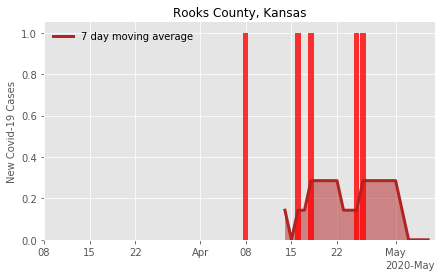 Rooks County, Kansas
7 day moving average
New Covid-19 Cases
1.0
0.8
0.6
0.4
0.2
0.0
08 15 22 Apr 08 15 22 May
2020-May